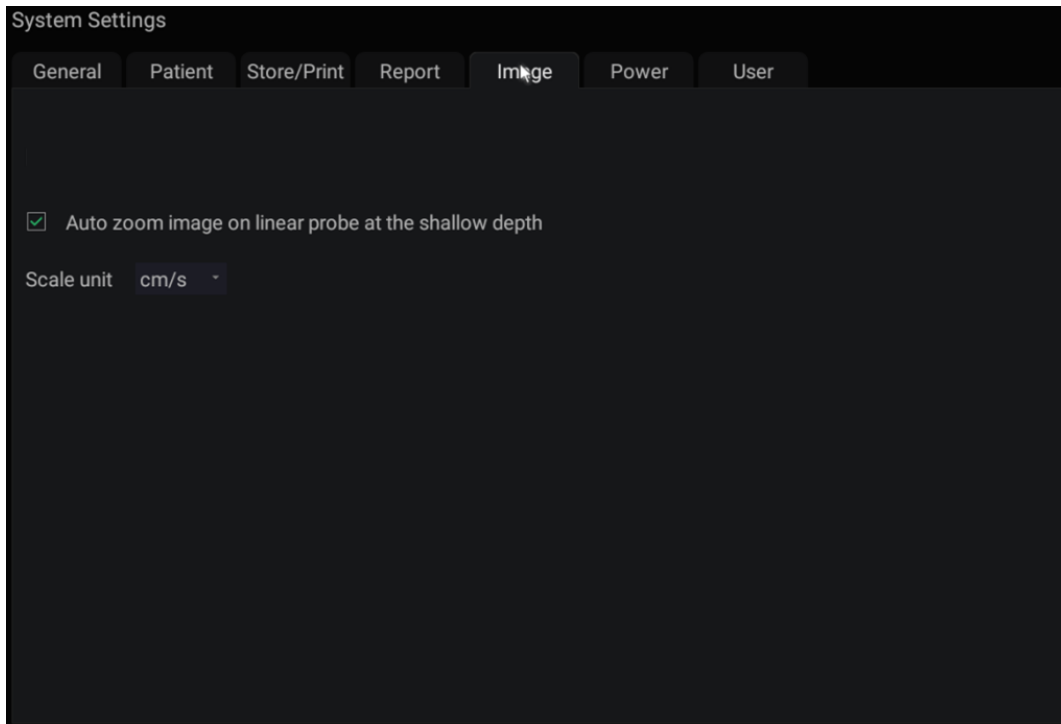 System Settings
General Patient Store/Print Report Image Power User
Auto zoom image on linear probe at the shallow depth
Scale unit cm/s